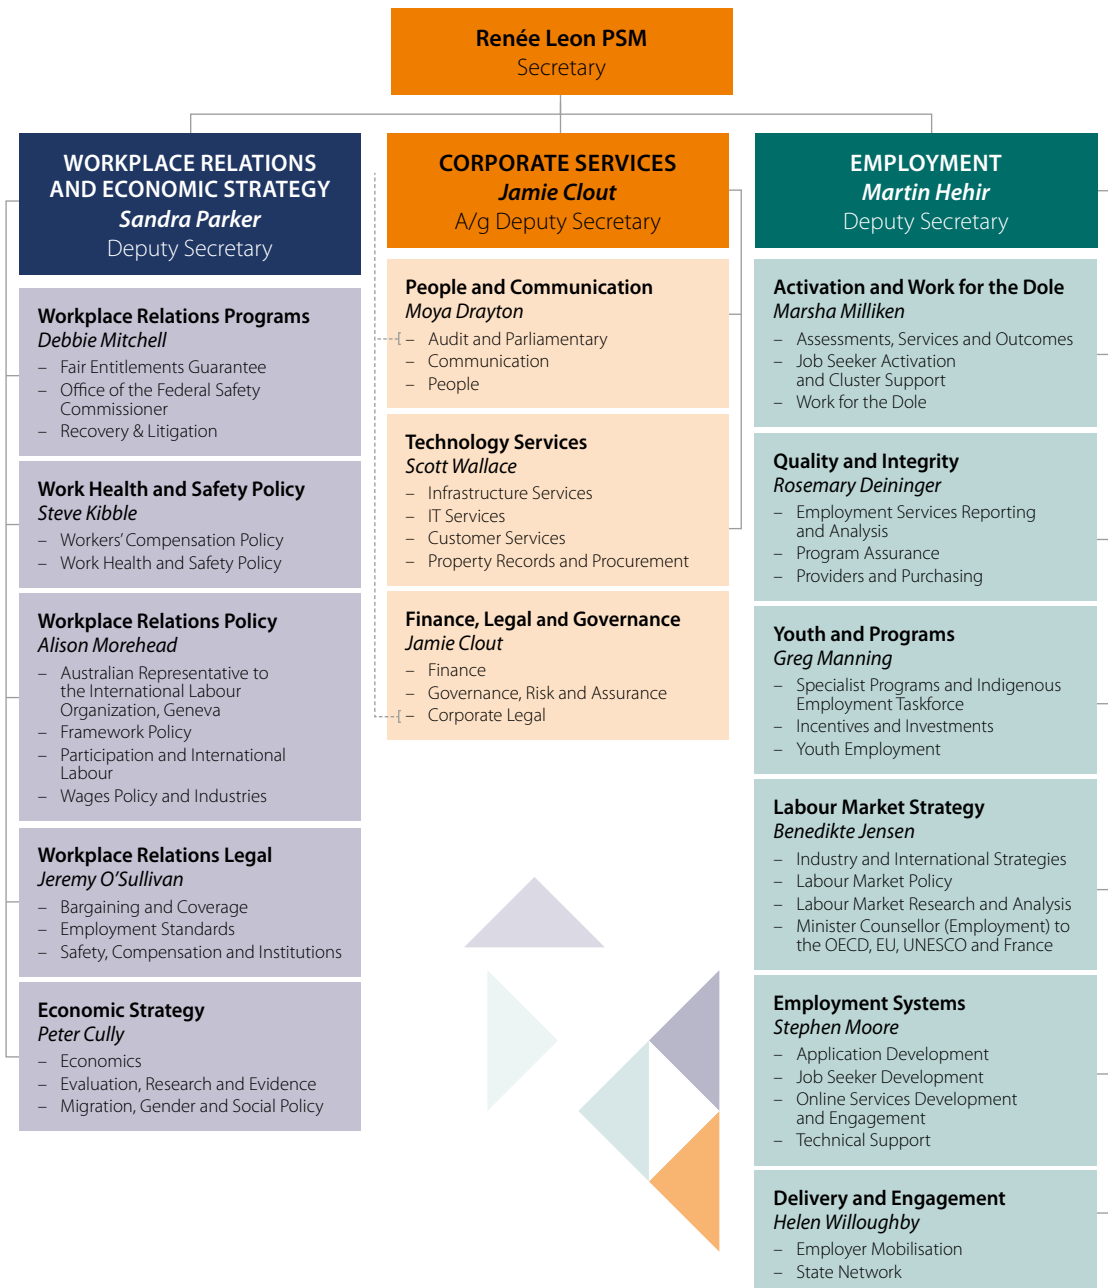 Renée Leon PSM
Secretary
WORKPLACE RELATIONS
AND ECONOMIC STRATEGY
Sandra Parker
Deputy Secretary
Workplace Relations Programs
Debbie Mitchell
– Fair Entitlements Guarantee
– Office of the Federal Safety
Commissioner
– Recovery & Litigation
Work Health and Safety Policy
Steve Kibble
– Workers' Compensation Policy
– Work Health and Safety Policy
Workplace Relations Policy
Alison Morehead
– Australian Representative to
the International Labour
Organization, Geneva
– Framework Policy
– Participation and International
Labour
– Wages Policy and Industries
Workplace Relations Legal
Jeremy O'Sullivan
– Bargaining and Coverage
– Employment Standards
– Safety, Compensation and Institutions
Economic Strategy
Peter Cully
– Economics
– Evaluation, Research and Evidence
– Migration, Gender and Social Policy
CORPORATE SERVICES
Jamie Clout
A/g Deputy Secretary
People and Communication
Moya Drayton
– Audit and Parliamentary
– Communication
– People
Technology Services
Scott Wallace
– Infrastructure Services
– IT Services
– Customer Services
– Property Records and Procurement
Finance, Legal and Governance
Jamie Clout
– Finance
– Governance, Risk and Assurance
– Corporate Legal
EMPLOYMENT
Martin Hehir
Deputy Secretary
Activation and Work for the Dole
Marsha Milliken
– Assessments, Services and Outcomes
– Job Seeker Activation
and Cluster Support
– Work for the Dole
Quality and Integrity
Rosemary Deininger
– Employment Services Reporting
and Analysis
– Program Assurance
– Providers and Purchasing
Youth and Programs
Greg Manning
– Specialist Programs and Indigenous
Employment Taskforce
– Incentives and Investments
– Youth Employment
Labour Market Strategy
Benedikte Jensen
– Industry and International Strategies
– Labour Market Policy
– Labour Market Research and Analysis
– Minister Counsellor (Employment) to
the OECD, EU, UNESCO and France
Employment Systems
Stephen Moore
– Application Development
– Job Seeker Development
– Online Services Development
and Engagement
– Technical Support
Delivery and Engagement
Helen Willoughby
– Employer Mobilisation
– State Network